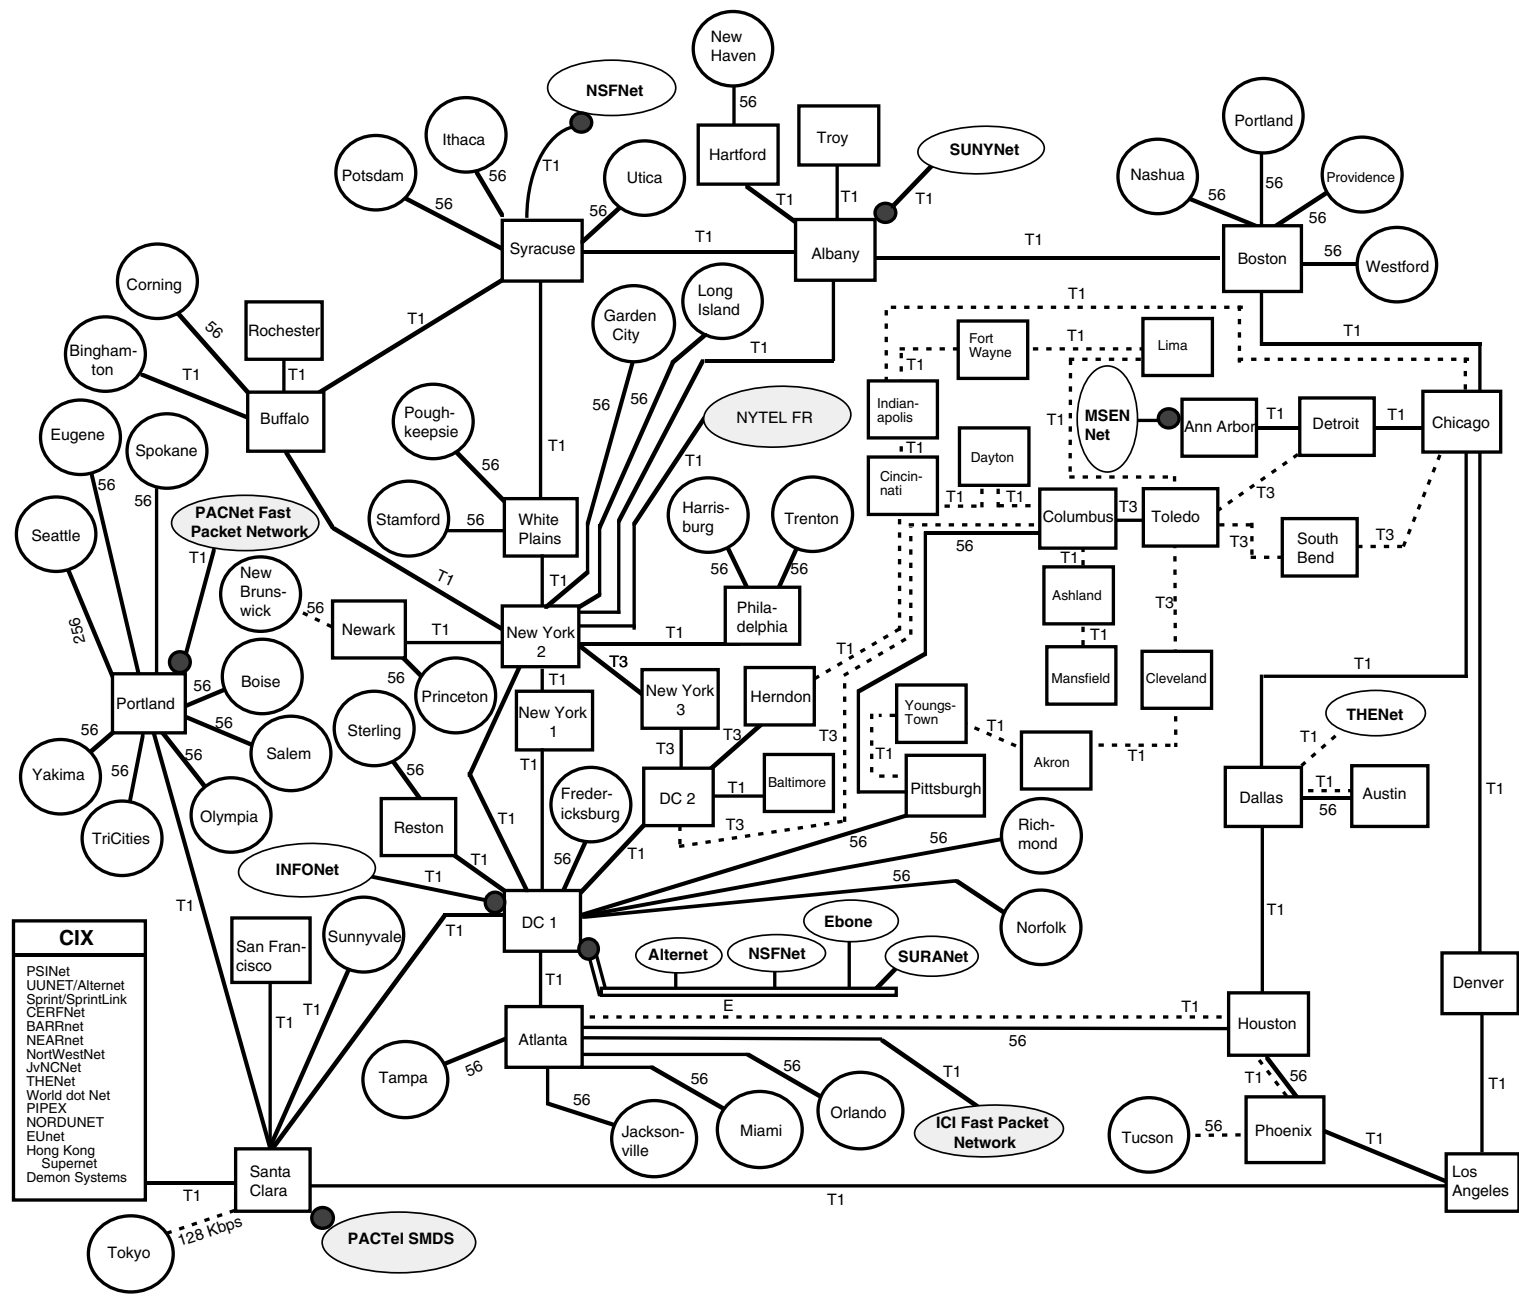 New
Haven
56
NSFNet
Ithaca
Troy
Portland
Hartford
SUNYNet
Potsdam
56
T1
Utica
Nashua
56
Providence
56
56
T1
T1
T1
56
56
Syracuse
T1
Albany
T1
Boston
56
Westford
Corning
Long
Island
T1
Garden
City
56
Rochester
T1
T1
Fort
Wayne
T1
Lima
T1
Bingham-
ton
T1
T1
T1
T1
Buffalo
Pough-
keepsie
56
56
NYTEL FR
Indian-
apolis
T1
MSEN
Net
Ann Arbor
T1
Detroit
T1
Chicago
Eugene
Spokane
56
56
T1
56
T1
T1
Dayton
Cincin-
nati
T1
T1
T3
Seattle
PACNet Fast
Packet Network
Stamford
56
White
Plains
Harris-
burg
Trenton
Columbus
T3
Toledo
T3
South
Bend
T3
T1
56
T1
New
Bruns-
wick
56
T1
T1
56
56
Ashland
T3
256
Newark
T1
New York
2
T1
Phila-
delphia
T1
T1
Boise
56
56
Princeton
T3
T1
New York
3
Herndon
Mansfield
Cleveland
T1
Portland
56
Sterling
New York
1
Youngs-
Town
THENet
56
Salem
T3
T3
T3
T1
T1
T1
Yakima
56
56
56
T1
Baltimore
T1
Akron
T1
T1
Olympia
Freder-
icksburg
DC 2
T1
Pittsburgh
Dallas
56
Austin
T1
TriCities
Reston
T1
T3
Rich-
mond
INFONet
T1
T1
56
T1
56
56
56
T1
T1
CIX
San Fran-
cisco
Sunnyvale
T1
DC 1
Ebone
Norfolk
T1
Alternet
NSFNet
SURANet
PSINet
UUNET/Alternet
Sprint/SprintLink
CERFNet
BARRnet
NEARnet
NortWestNet
JvNCNet
THENet
World dot Net
PIPEX
NORDUNET
EUnet
Hong Kong
Supernet
Demon Systems
T1
T1
T1
E
T1
Denver
Atlanta
56
Houston
Tampa
56
56
56
T1
T1
56
T1
56
Orlando
ICI Fast Packet
Network
Jackson-
ville
Miami
Tucson
56
Phoenix
T1
Santa
Clara
T1
T1
Los
Angeles
128 Kbps
Tokyo
PACTel SMDS